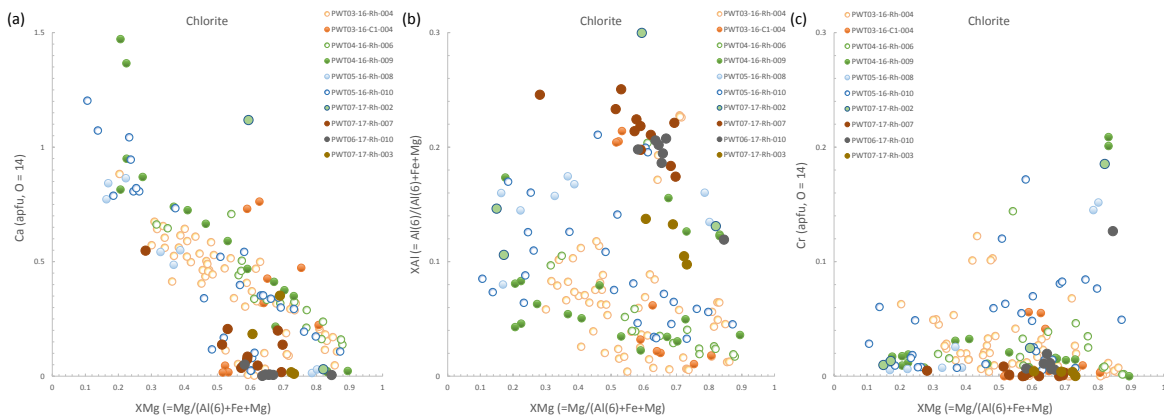 (a)
Chlorite
PWT03-16-Rh-004
PWT03-16-C1-004
PWT04-16-Rh-006
PWT04-16-Rh-009
PWT05-16-Rh-008
PWT05-16-Rh-010
PWT07-17-Rh-002
PWT07-17-Rh-007
PWT06-17-Rh-010
PWT07-17-Rh-003
Ca (apfu, O = 14)
1.5
1
0.5
0
0 0.1 0.2 0.3 0.4 0.5 0.6 0.7 0.8 0.9 1
XMg (=Mg/(Al(6)+Fe+Mg)
(b)
Chlorite
PWT03-16-Rh-004
PWT03-16-C1-004
PWT04-16-Rh-006
PWT04-16-Rh-009
PWT05-16-Rh-008
PWT05-16-Rh-010
PWT07-17-Rh-002
PWT07-17-Rh-007
PWT06-17-Rh-010
PWT07-17-Rh-003
XAl (= Al(6)/(Al(6)+Fe+Mg)
0.3
0.2
0.1
0
0 0.1 0.2 0.3 0.4 0.5 0.6 0.7 0.8 0.9 1
XMg (=Mg/(Al(6)+Fe+Mg)
(c)
Chlorite
PWT03-16-Rh-004
PWT03-16-C1-004
PWT04-16-Rh-006
PWT04-16-Rh-009
PWT05-16-Rh-008
PWT05-16-Rh-010
PWT07-17-Rh-002
PWT07-17-Rh-007
PWT06-17-Rh-010
PWT07-17-Rh-003
Cr (apfu, O = 14)
0.3
0.2
0.1
0
0 0.1 0.2 0.3 0.4 0.5 0.6 0.7 0.8 0.9 1
XMg (=Mg/(Al(6)+Fe+Mg)